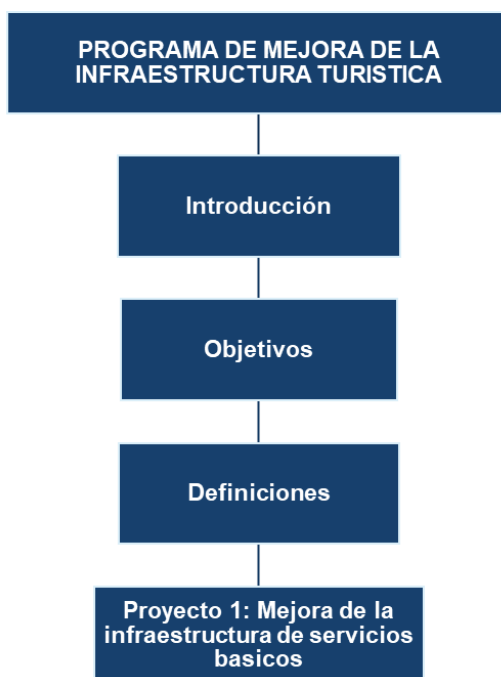 PROGRAMA DE MEJORA DE LA
INFRAESTRUCTURA TURISTICA
Introducción
Objetivos
Definiciones
Proyecto 1: Mejora de la
infraestructura de servicios
basicos